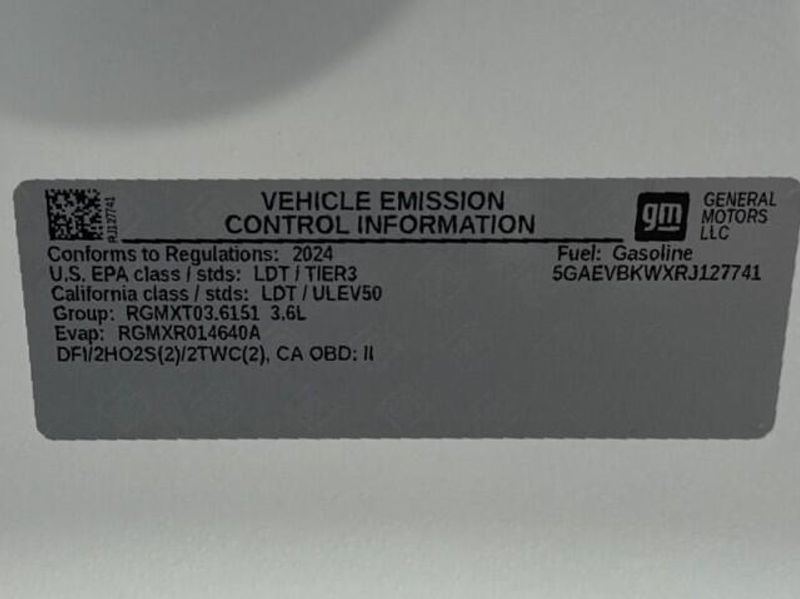 VEHICLE EMISSION
CONTROL INFORMATION
RJ127741
gm
GENERAL
MOTORS
LLC
Conforms to Regulations: 2024
Fuel: Gasoline
U.S. EPA class / stds: LDT / TIER3
5GAEVBKWXRJ127741
California class / stds: LDT / ULEV50
Group: RGMXT03.6151 3.6L
Evap: RGMXR014640A
DFI/2HO2S(2)/2TWC(2), CA OBD: II